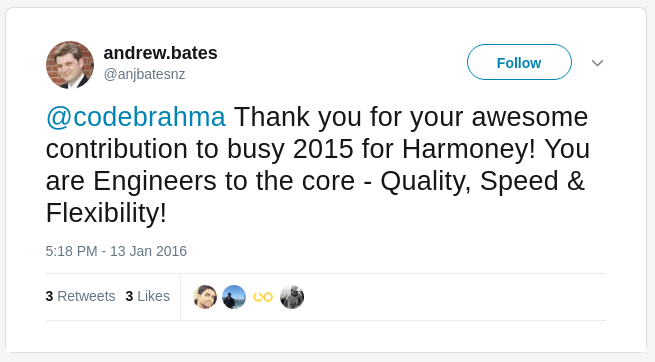 andrew.bates
@anjbatesnz
Follow
@codebrahma Thank you for your awesome
contribution to busy 2015 for Harmoney! You
are Engineers to the core - Quality, Speed &
Flexibility!
5:18 PM - 13 Jan 2016
3 Retweets 3 Likes